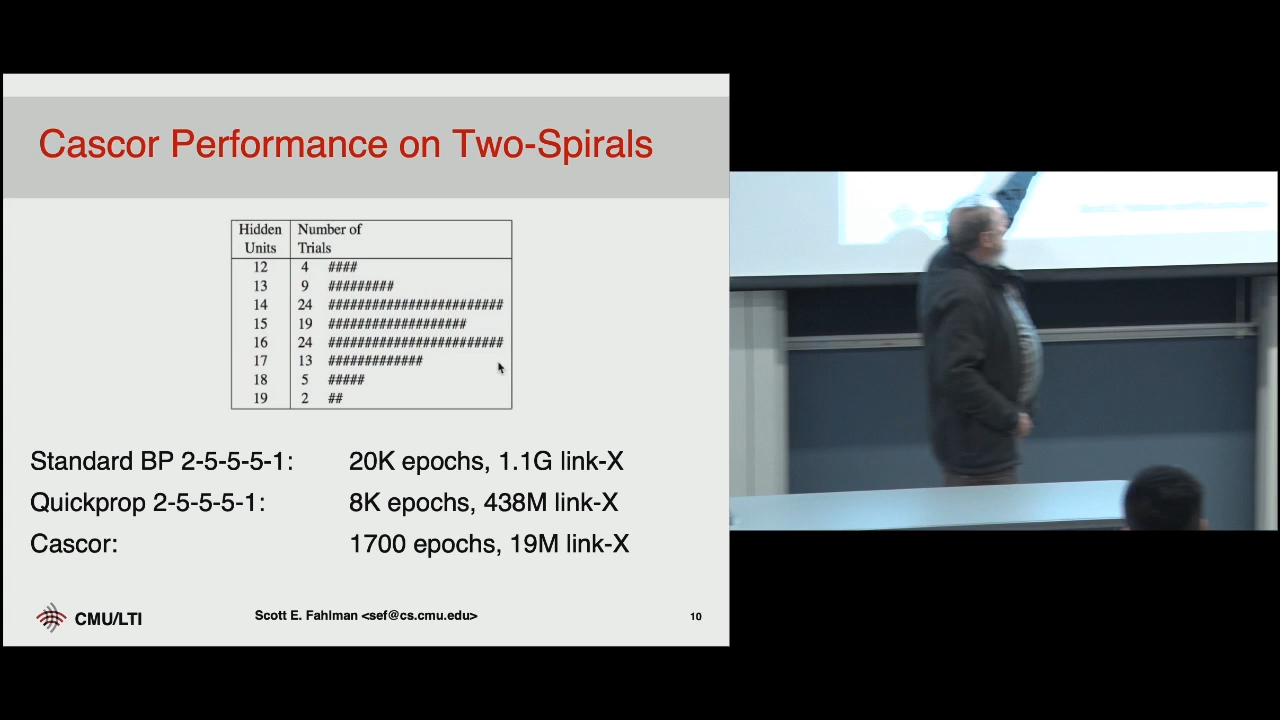 Cascor Performance on Two-Spirals
Hidden Units Number of Trials
12 4 ####
13 9 #########
14 24 ########################
15 19 ###################
16 24 ########################
17 13 #############
18 5 #####
19 2 ##
Standard BP 2-5-5-5-1: 20K epochs, 1.1G link-X
Quickprop 2-5-5-5-1: 8K epochs, 438M link-X
Cascor: 1700 epochs, 19M link-X
CMU/LTI Scott E. Fahlman <sef@cs.cmu.edu> 10